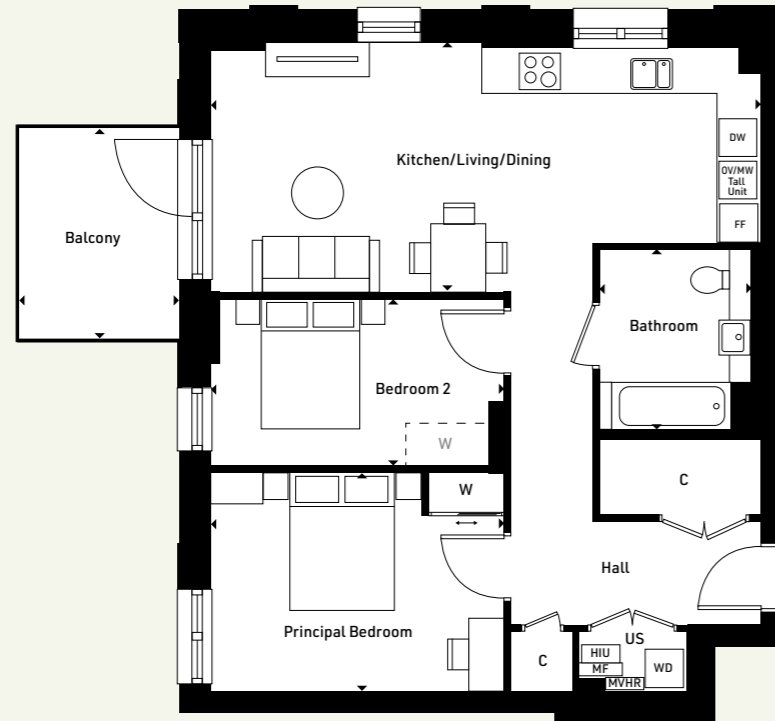 Kitchen/Living/Dining
DW
OV/MW
Tall
Unit
FF
Balcony
Bathroom
Bedroom 2
W
W
C
Hall
Principal Bedroom
C
US
HIU
MF
WD
MVHR